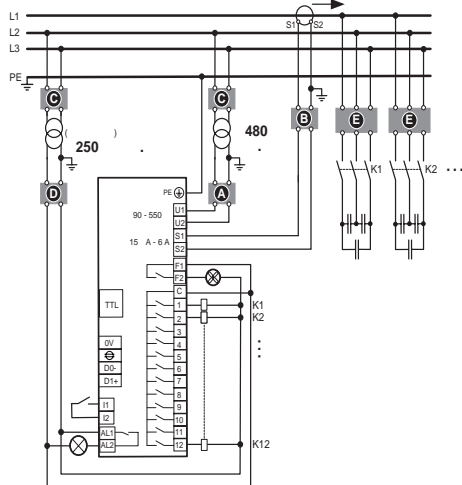 L1
S1 S2
L2
L3
PE
C C B E E
( )
250 .
480
.
K1 K2 ...
D A
PE
90 - 550
U1
U2
15 A - 6 A
S1
S2
F1
F2
C
TTL
1 K1
2 K2
3
0V
4
5
D0-
6
D1+
7
8
I1
9
I2
10
AL1
11
AL2
12 K12